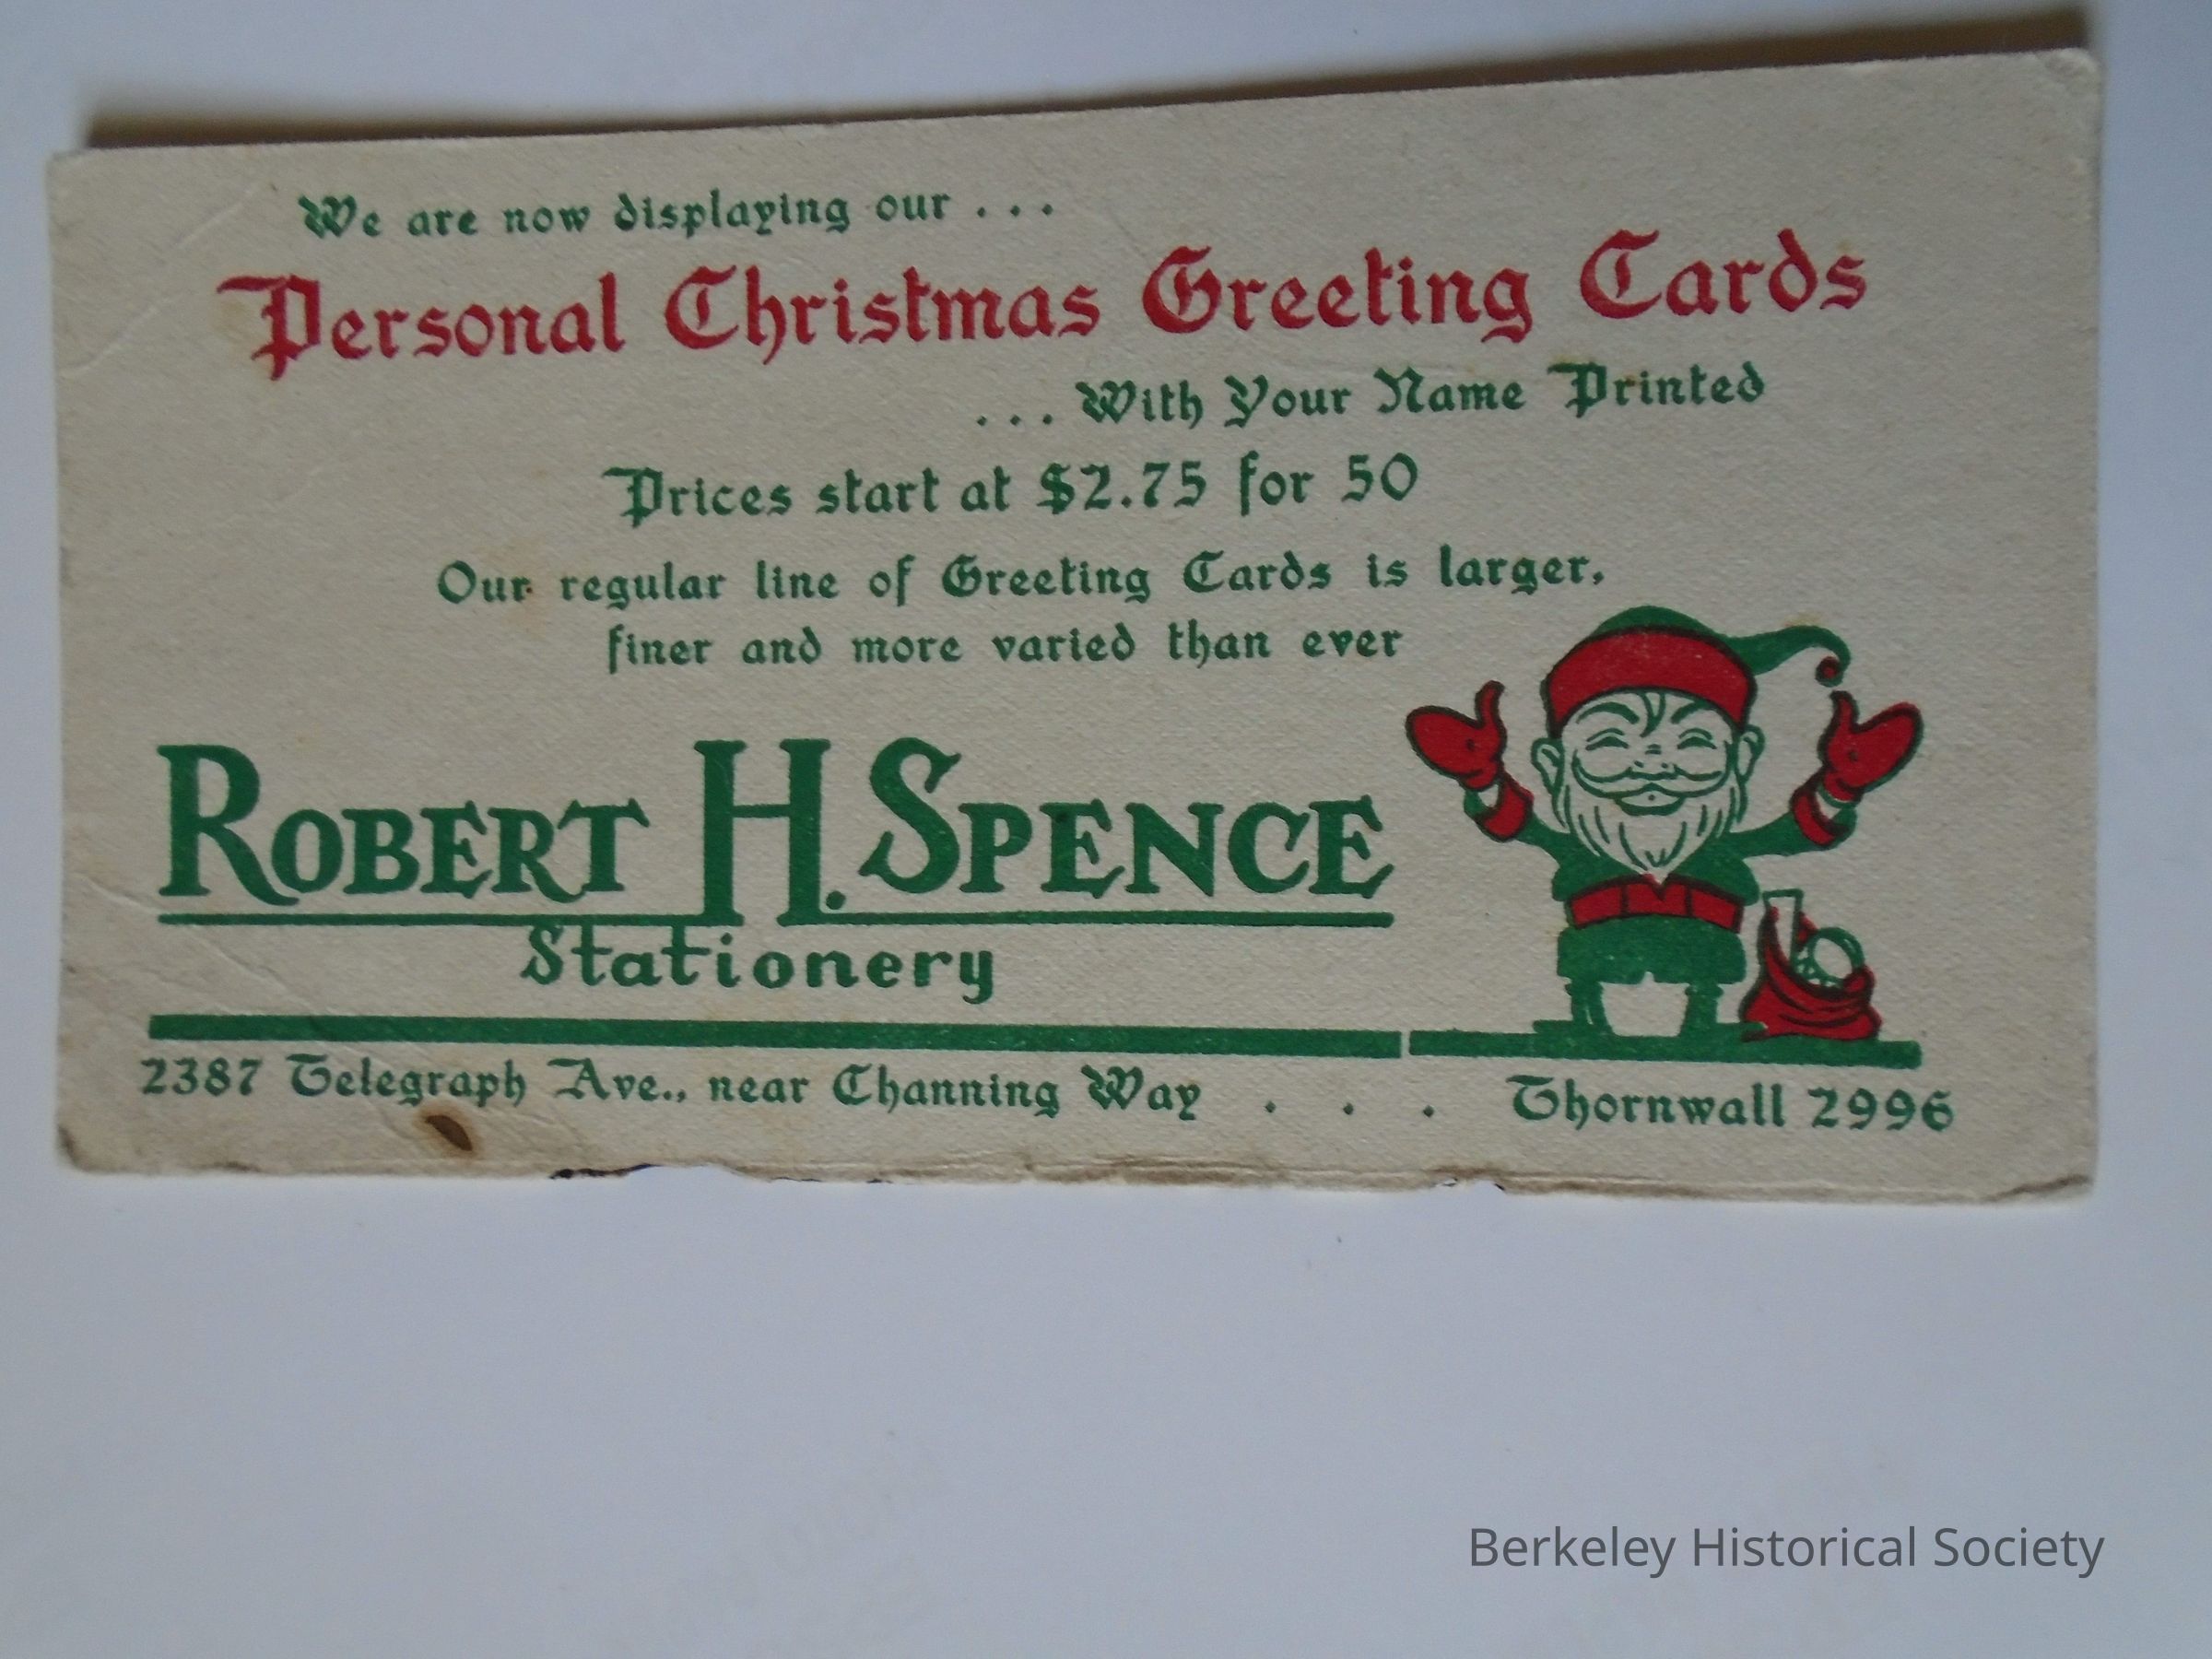 We are now displaying our . . .
Personal Christmas Greeting Cards
. . . With Your Name Printed
Prices start at $2.75 for 50
Our regular line of Greeting Cards is larger,
finer and more varied than ever
ROBERT H. SPENCE
Stationery
2387 Telegraph Ave., near Channing Way . . . Thornwall 2996
Berkeley Historical Society